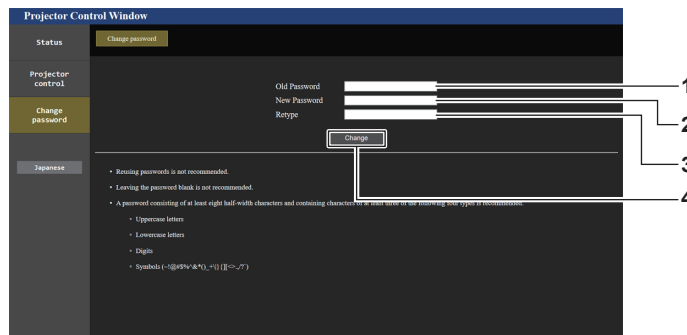 Projector Control Window
Status
Change password
Projector
control
Change
password
Japanese
Old Password
New Password
Retype
Change
1
2
3
4
• Reusing passwords is not recommended.
• Leaving the password blank is not recommended.
• A password consisting of at least eight half-width characters and containing characters of at least three of the following four types is recommended.
• Uppercase letters
• Lowercase letters
• Digits